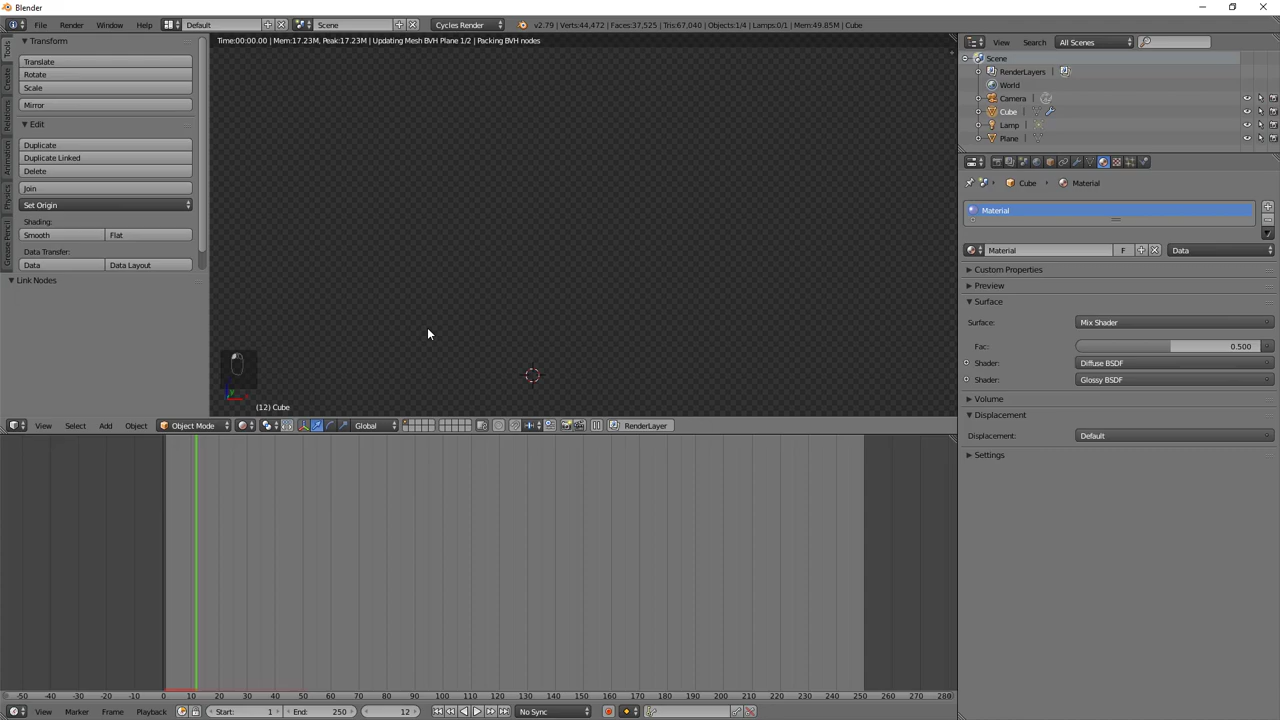 Blender
File Render Window Help Default Scene Cycles Render v2.79 | Verts:44,472 | Faces:37,525 | Tris:67,040 | Objects:1/4 | Lamps:0/1 | Mem:49.85M | Cube
Transform
Translate
Rotate
Scale
Mirror
Edit
Duplicate
Duplicate Linked
Delete
Join
Set Origin
Shading:
Smooth Flat
Data Transfer:
Data Data Layout
Link Nodes
Tools
Create
Relations
Animation
Physics
Grease Pencil
Time:00:00.00 | Mem:17.23M, Peak:17.23M | Updating Mesh BVH Plane 1/2 | Packing BVH nodes
(12) Cube
View Select Add Object Object Mode Global RenderLayer
View Search All Scenes
Scene
RenderLayers |
World
Camera |
Cube |
Lamp |
Plane |
Cube Material
Material
Material F Data
Custom Properties
Preview
Surface
Surface: Mix Shader
Fac: 0.500
Shader: Diffuse BSDF
Shader: Glossy BSDF
Volume
Displacement
Displacement: Default
Settings
-50 -40 -30 -20 -10 0 10 20 30 40 50 60 70 80 90 100 110 120 130 140 150 160 170 180 190 200 210 220 230 240 250 260 270 280
View Marker Frame Playback Start: 1 End: 250 12 No Sync